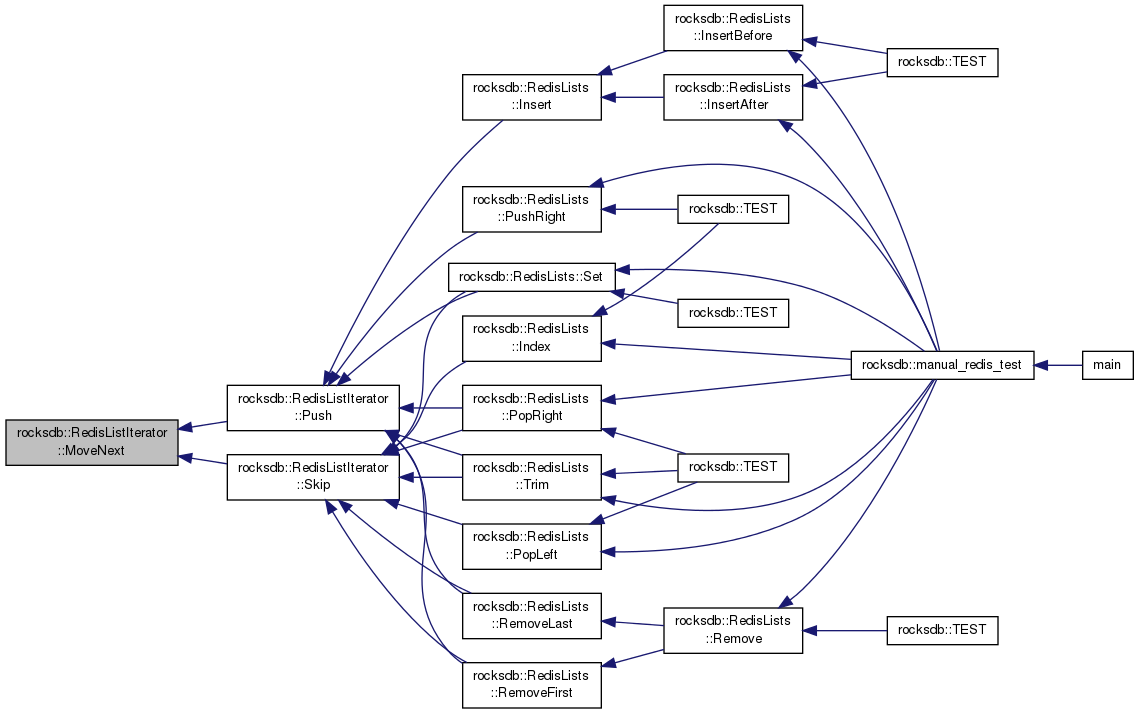 rocksdb::RedisLists
::InsertBefore
rocksdb::TEST
rocksdb::RedisLists
::Insert
rocksdb::RedisLists
::InsertAfter
rocksdb::RedisLists
::PushRight
rocksdb::TEST
rocksdb::RedisLists::Set
rocksdb::TEST
rocksdb::RedisLists
::Index
rocksdb::manual_redis_test
main
rocksdb::RedisListIterator
::Push
rocksdb::RedisLists
::PopRight
rocksdb::RedisListIterator
::MoveNext
rocksdb::RedisListIterator
::Skip
rocksdb::RedisLists
::Trim
rocksdb::TEST
rocksdb::RedisLists
::PopLeft
rocksdb::RedisLists
::RemoveLast
rocksdb::RedisLists
::Remove
rocksdb::TEST
rocksdb::RedisLists
::RemoveFirst